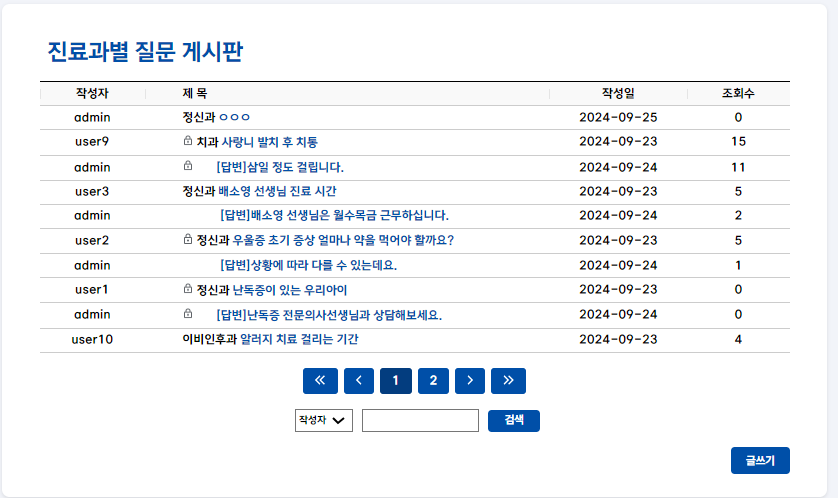 진료과별 질문 게시판
작성자 제 목 작성일 조회수
admin 정신과 ㅇㅇㅇ 2024-09-25 0
user9 치과 사랑니 발치 후 치통 2024-09-23 15
admin [답변]삼일 정도 걸립니다. 2024-09-24 11
user3 정신과 배소영 선생님 진료 시간 2024-09-23 5
admin [답변]배소영 선생님은 월수목금 근무하십니다. 2024-09-24 2
user2 정신과 우울증 초기 증상 얼마나 약을 먹어야 할까요? 2024-09-23 5
admin [답변]상황에 따라 다를 수 있는데요. 2024-09-24 1
user1 정신과 난독증이 있는 우리아이 2024-09-23 0
admin [답변]난독증 전문의사선생님과 상담해보세요. 2024-09-24 0
user10 이비인후과 알러지 치료 걸리는 기간 2024-09-23 4
« ‹ 1 2 › »
작성자 검색
글쓰기